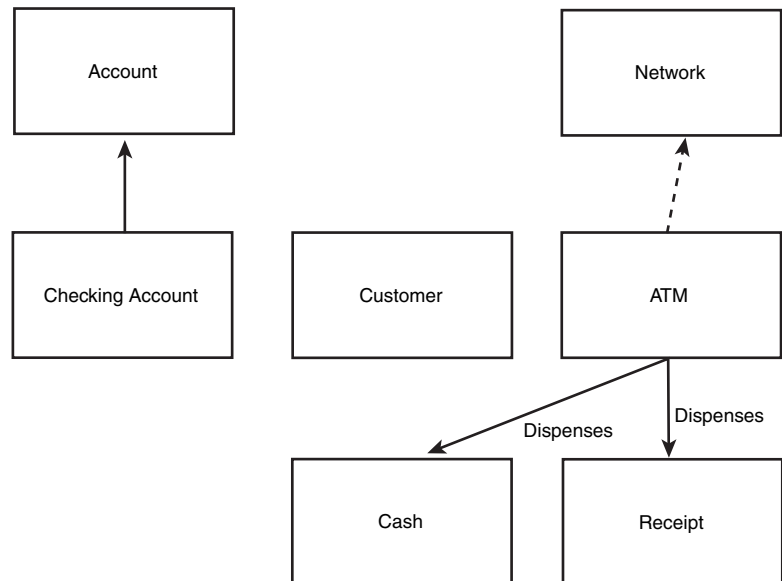 Account
Network
Checking Account
Customer
ATM
Dispenses
Dispenses
Cash
Receipt